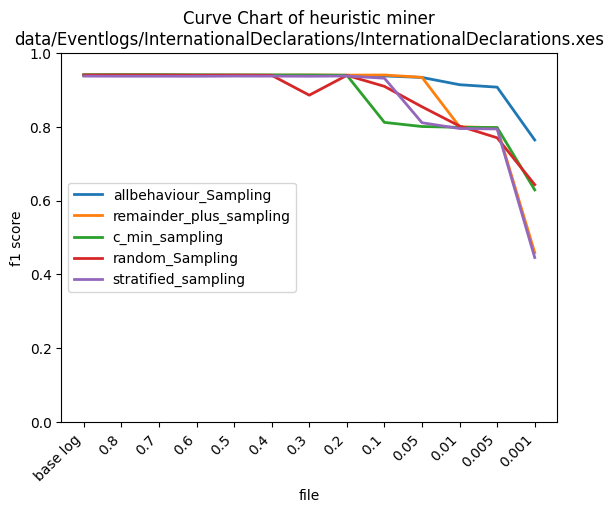 Curve Chart of heuristic miner
data/Eventlogs/InternationalDeclarations/InternationalDeclarations.xes
1.0
0.8
0.6
0.4
0.2
0.0
f1 score
allbehaviour_Sampling
remainder_plus_sampling
c_min_sampling
random_Sampling
stratified_sampling
base log
0.8
0.7
0.6
0.5
0.4
0.3
0.2
0.1
0.05
0.01
0.005
0.001
file